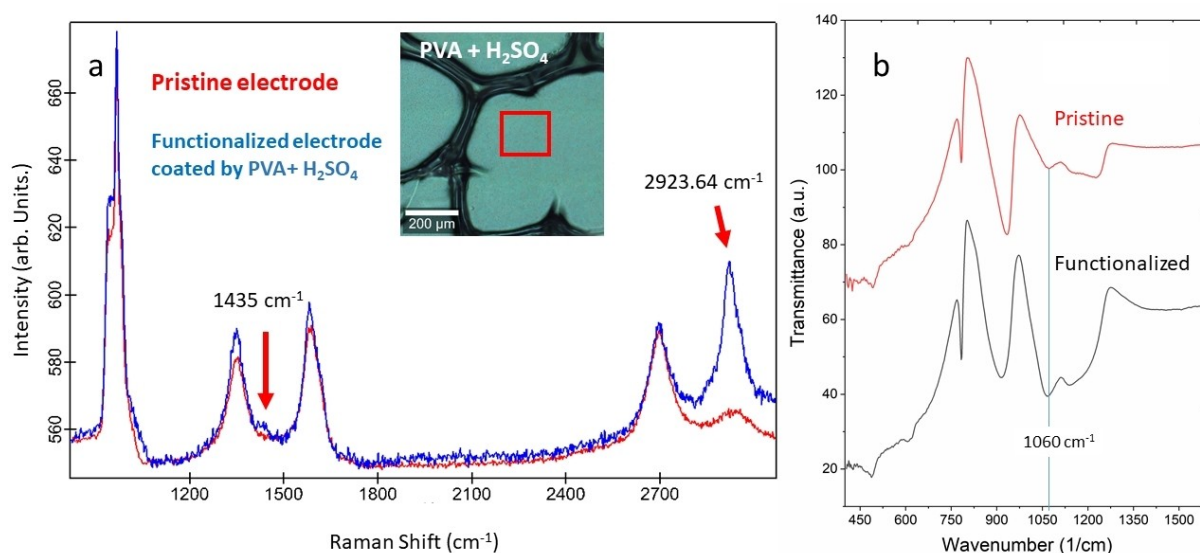 a
Pristine electrode
Functionalized electrode
coated by PVA+ H₂SO₄
PVA + H₂SO₄
200 µm
1435 cm⁻¹
2923.64 cm⁻¹
Intensity (arb. Units.)
660
640
620
600
580
560
1200
1500
1800
2100
2400
2700
Raman Shift (cm⁻¹)
b
Pristine
Functionalized
1060 cm⁻¹
Transmittance (a.u.)
140
120
100
80
60
40
20
450
600
750
900
1050
1200
1350
1500
Wavenumber (1/cm)